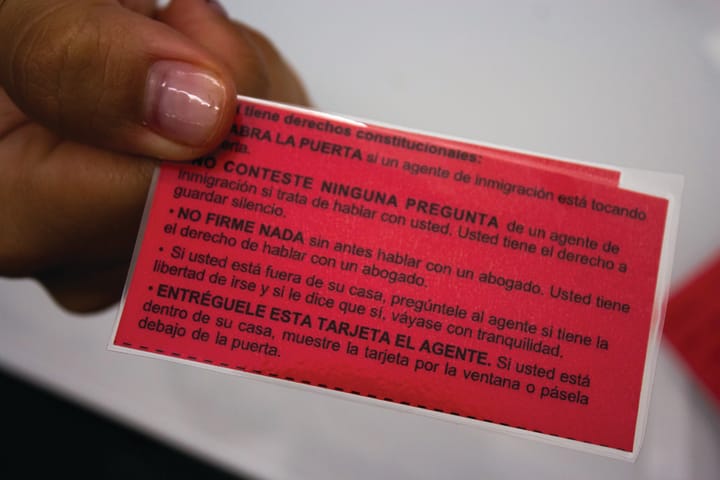 tiene derechos constitucionales:
ABRA LA PUERTA si un agente de inmigración está tocando
NO CONTESTE NINGUNA PREGUNTA de un agente de
inmigración si trata de hablar con usted. Usted tiene el derecho a
guardar silencio.
• NO FIRME NADA sin antes hablar con un abogado. Usted tiene
el derecho de hablar con un abogado.
• Si usted está fuera de su casa, pregúntele al agente si tiene la
libertad de irse y si le dice que sí, váyase con tranquilidad.
• ENTRÉGUELE ESTA TARJETA EL AGENTE. Si usted está
dentro de su casa, muestre la tarjeta por la ventana o pásela
debajo de la puerta.